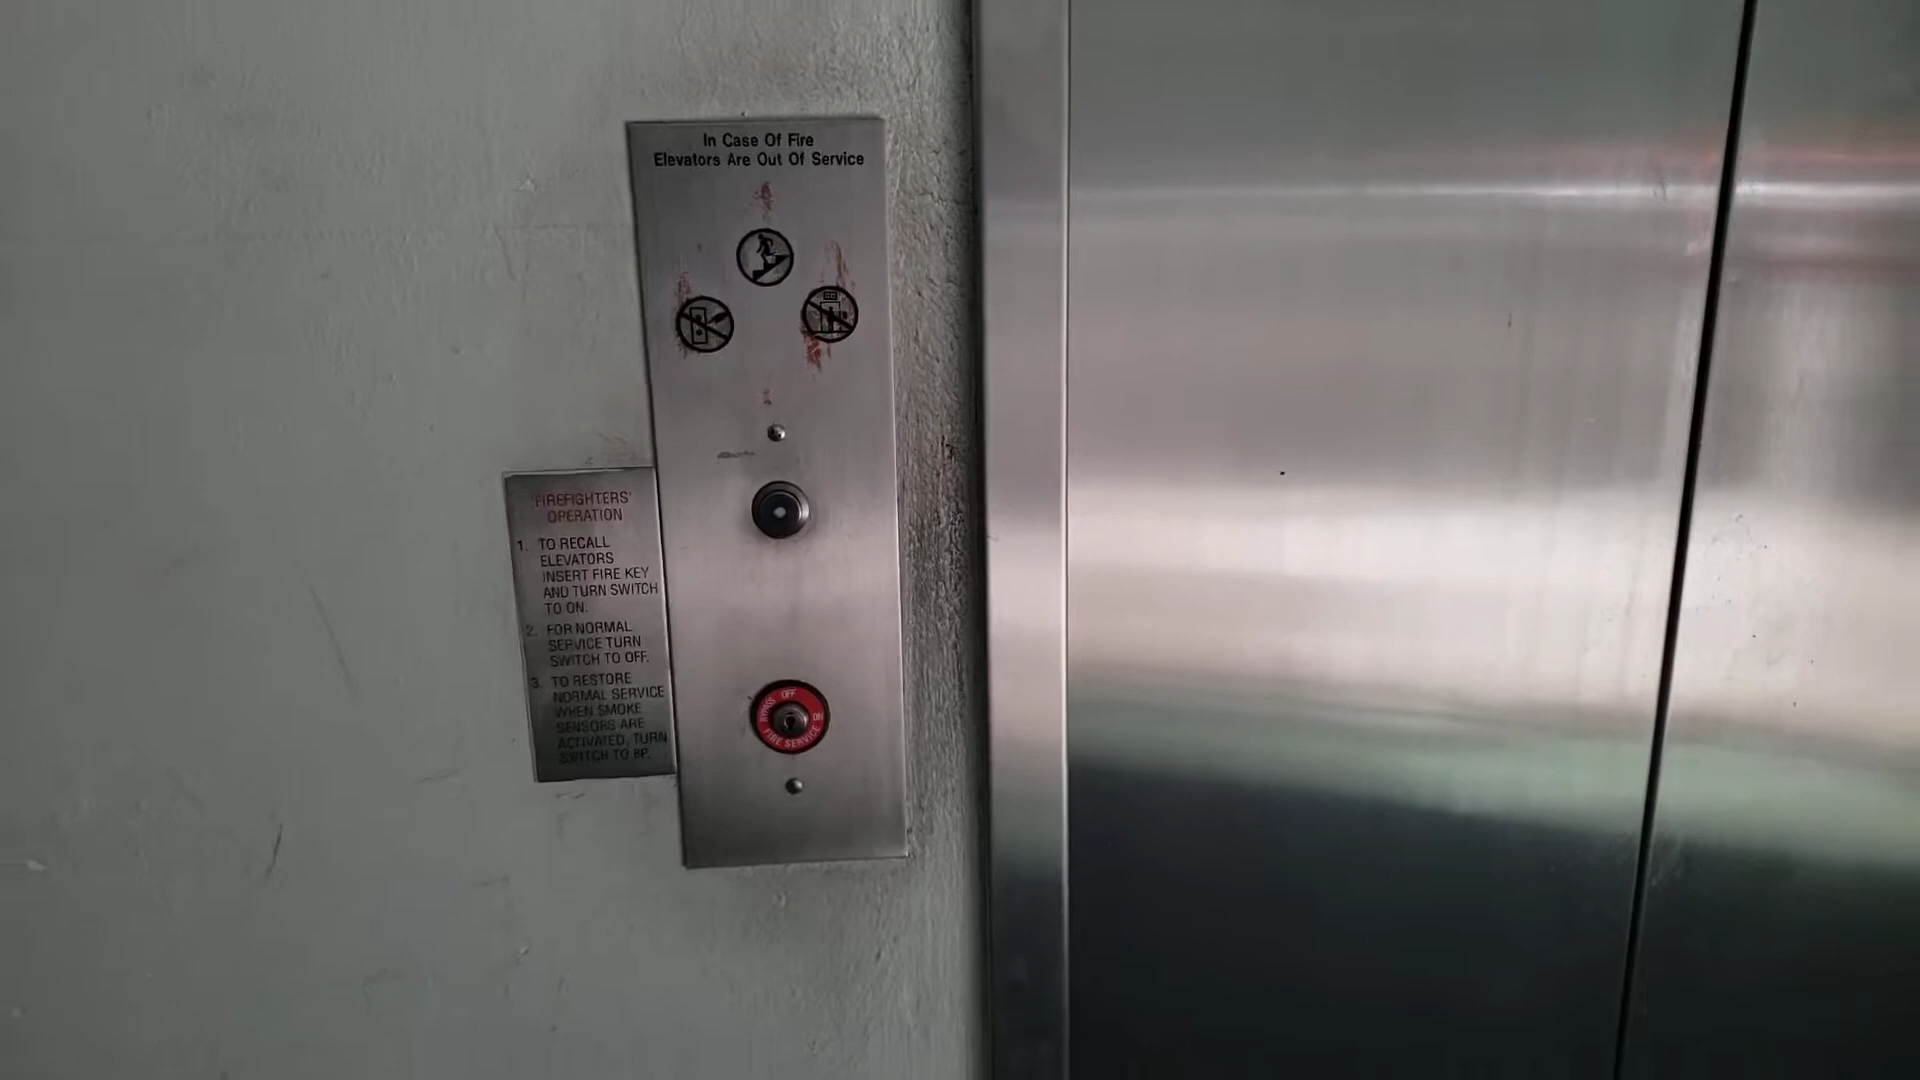 In Case Of Fire
Elevators Are Out Of Service
FIREFIGHTERS'
OPERATION
1. TO RECALL
ELEVATORS
INSERT FIRE KEY
AND TURN SWITCH
TO ON.
2. FOR NORMAL
SERVICE TURN
SWITCH TO OFF.
3. TO RESTORE
NORMAL SERVICE
WHEN SMOKE
SENSORS ARE
ACTIVATED, TURN
SWITCH TO BP.
OFF
BYPASS
ON
FIRE SERVICE